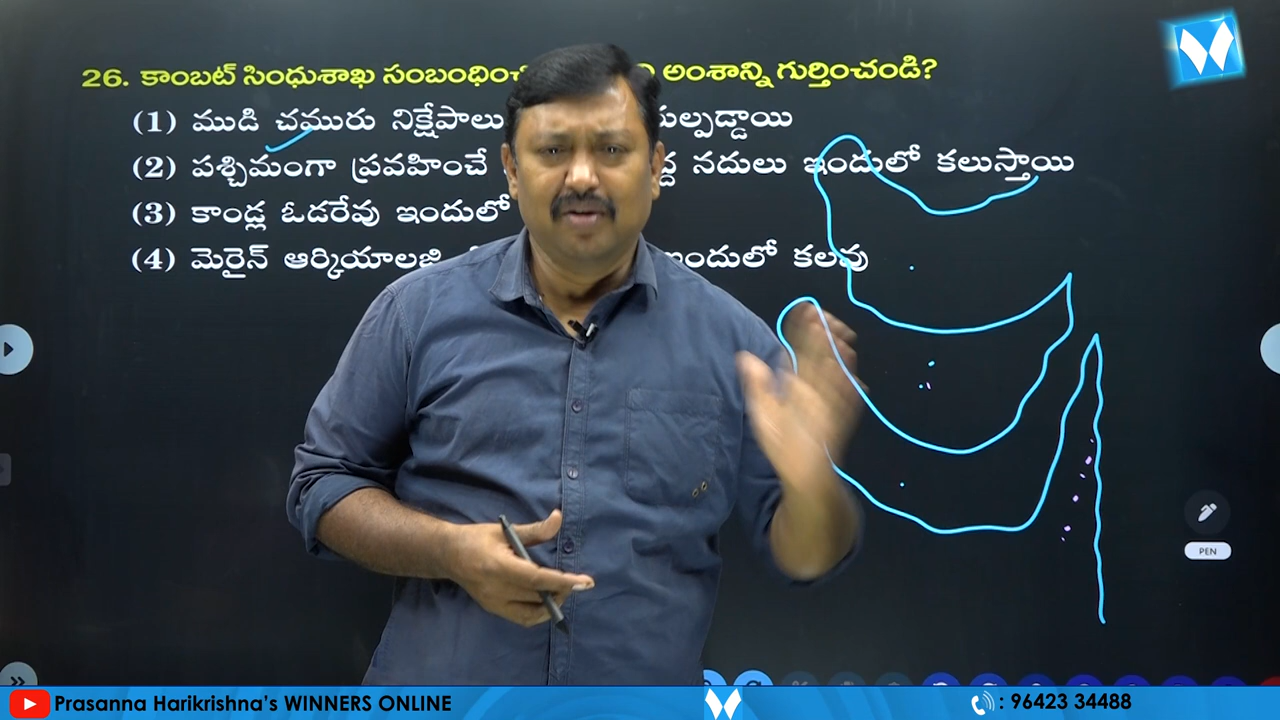 26. కాంబట్ సింధుశాఖ అంశాన్ని గుర్తించండి?
(1) ముడి చమురు నిక్షేపాలు
(2) పశ్చిమంగా ప్రవహించే నదులు ఇందులో కలుస్తాయి
(3) కాండ్ల ఓడరేవు ఇందులో
(4) మెరైన్ ఆర్కియాలజి ఇందులో కలవు
PEN
Prasanna Harikrishna's WINNERS ONLINE
: 96423 34488